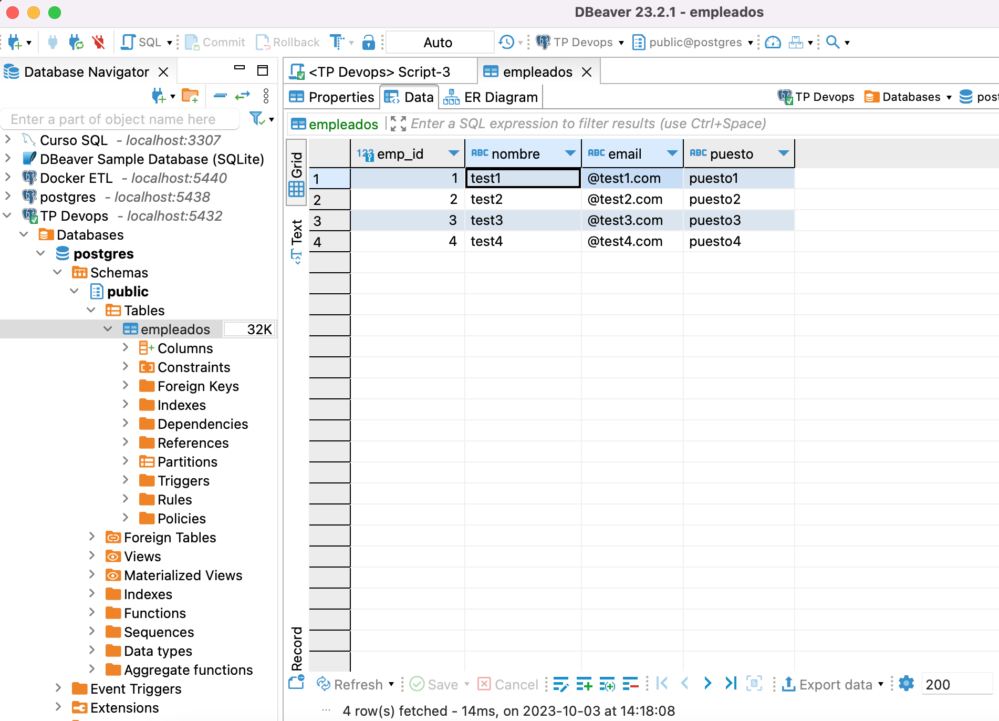 DBeaver 23.2.1 - empleados
SQL Commit Rollback Auto TP Devops public@postgres
Database Navigator
<TP Devops> Script-3 empleados
Properties Data ER Diagram TP Devops Databases
Enter a part of object name here
empleados Enter a SQL expression to filter results (use Ctrl+Space)
Curso SQL - localhost:3307
DBeaver Sample Database (SQLite)
Docker ETL - localhost:5440
postgres - localhost:5438
TP Devops - localhost:5432
Databases
postgres
Schemas
public
Tables
empleados 32K
Columns
Constraints
Foreign Keys
Indexes
Dependencies
References
Partitions
Triggers
Rules
Policies
Foreign Tables
Views
Materialized Views
Indexes
Functions
Sequences
Data types
Aggregate functions
Event Triggers
Extensions
Grid
Text
Record
123 emp_id ABC nombre ABC email ABC puesto
1 1 test1 @test1.com puesto1
2 2 test2 @test2.com puesto2
3 3 test3 @test3.com puesto3
4 4 test4 @test4.com puesto4
Refresh Save Cancel Export data 200
... 4 row(s) fetched - 14ms, on 2023-10-03 at 14:18:08